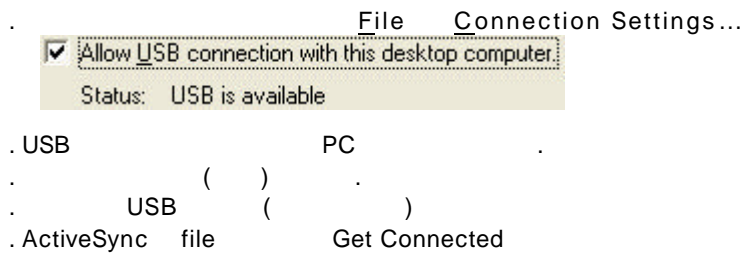 . File Connection Settings...
Allow USB connection with this desktop computer.
Status: USB is available
. USB PC .
. ( ) .
. USB ( )
. ActiveSync file Get Connected